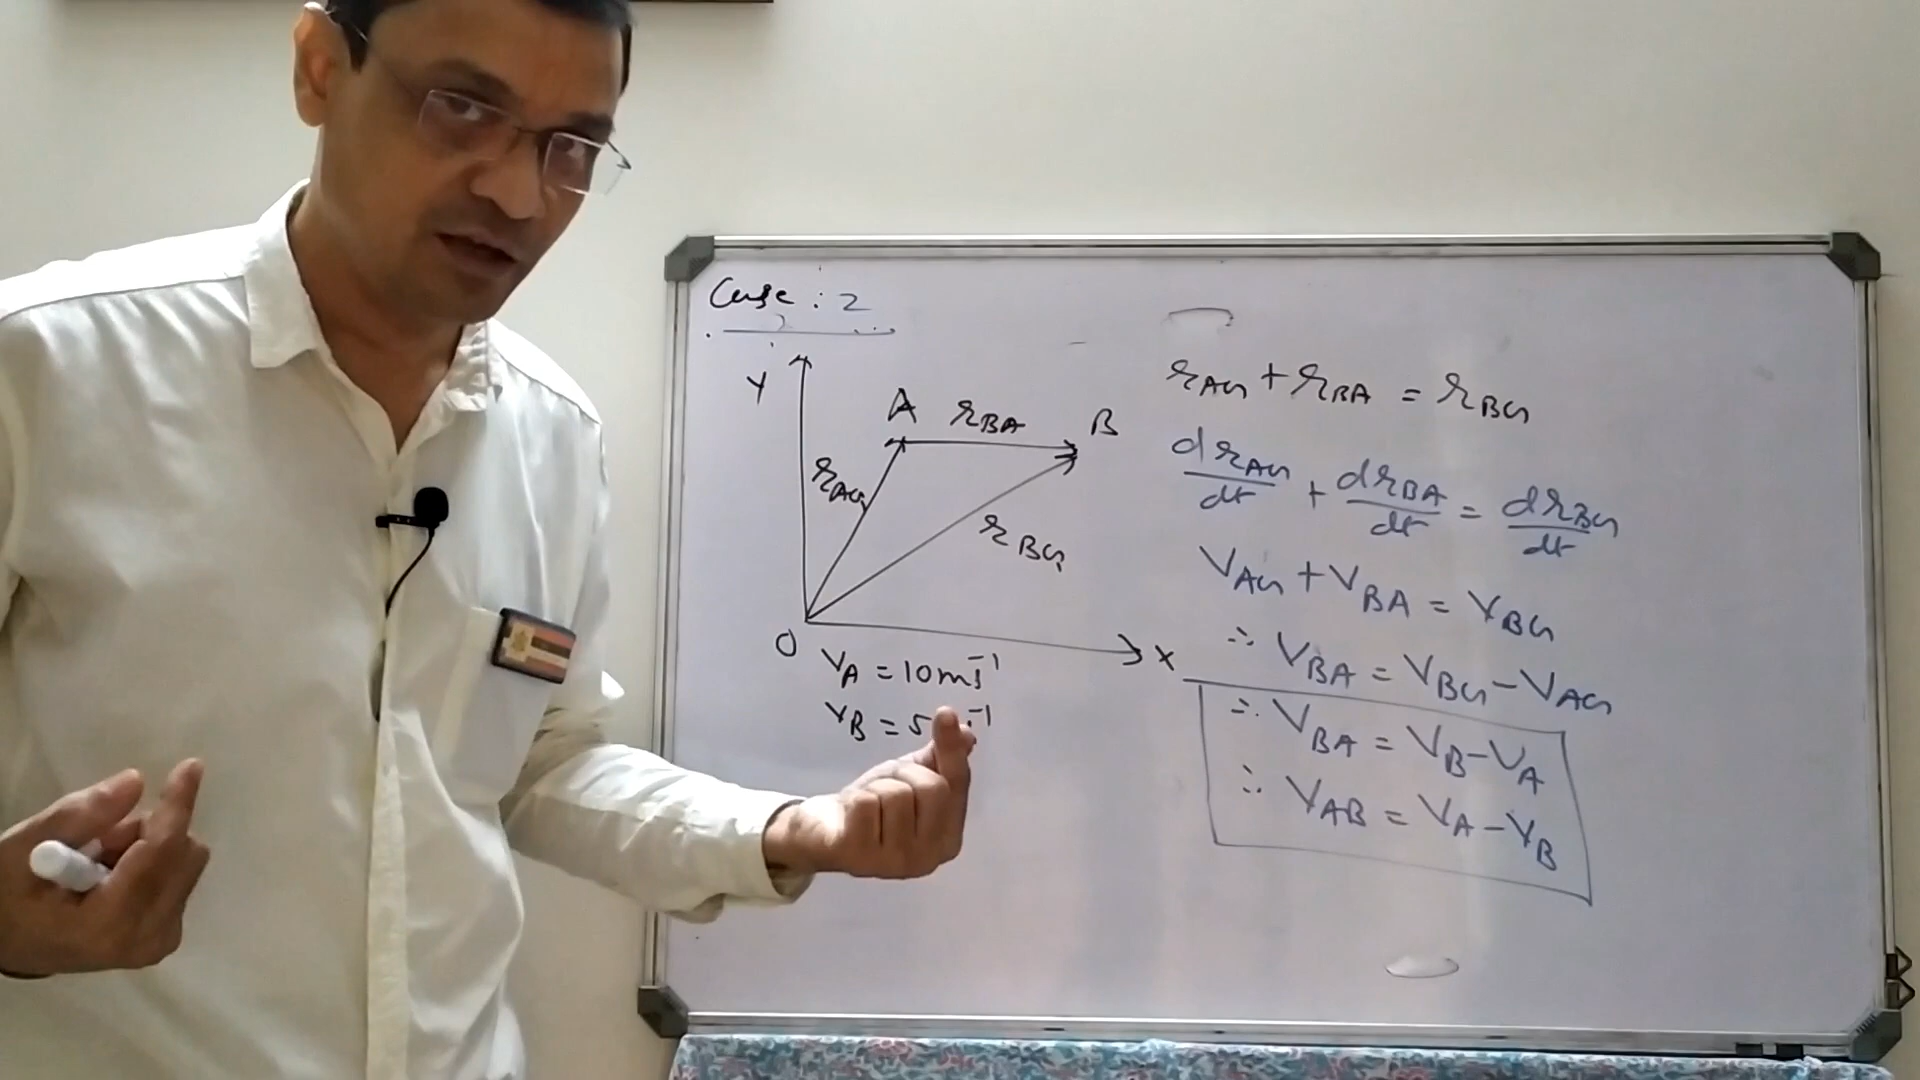 Case : 2
Y
A r_BA B
r_AG
r_BG
O
X
V_A = 10 ms⁻¹
V_B = 5 ⁻¹
r_AG + r_BA = r_BG
dr_AG/dt + dr_BA/dt = dr_BG/dt
V_AG + V_BA = V_BG
∴ V_BA = V_BG - V_AG
∴ V_BA = V_B - V_A
∴ V_AB = V_A - V_B